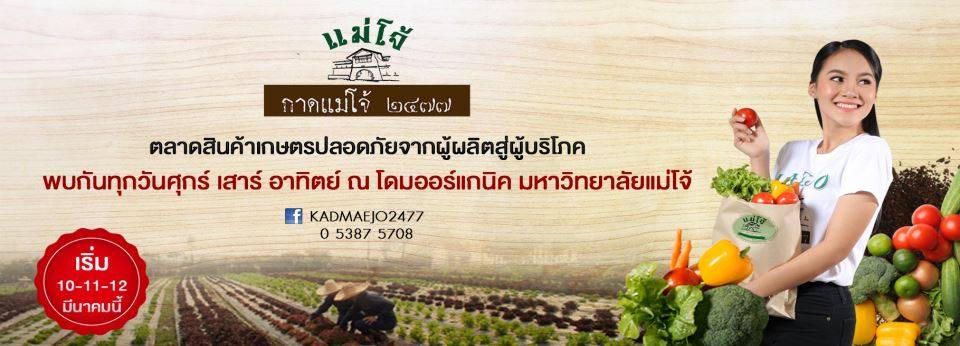 แม่โจ้
กาดแม่โจ้ ๒๔๗๗
ตลาดสินค้าเกษตรปลอดภัยจากผู้ผลิตสู่ผู้บริโภค
พบกันทุกวันศุกร์ เสาร์ อาทิตย์ ณ โดมออร์แกนิค มหาวิทยาลัยแม่โจ้
KADMAEJO2477
0 5387 5708
เริ่ม
10-11-12
มีนาคมนี้
แม่โจ้